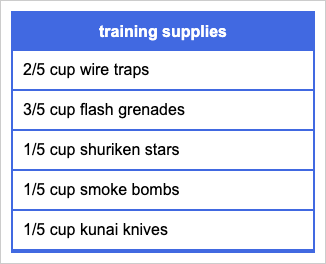 training supplies
2/5 cup wire traps
3/5 cup flash grenades
1/5 cup shuriken stars
1/5 cup smoke bombs
1/5 cup kunai knives